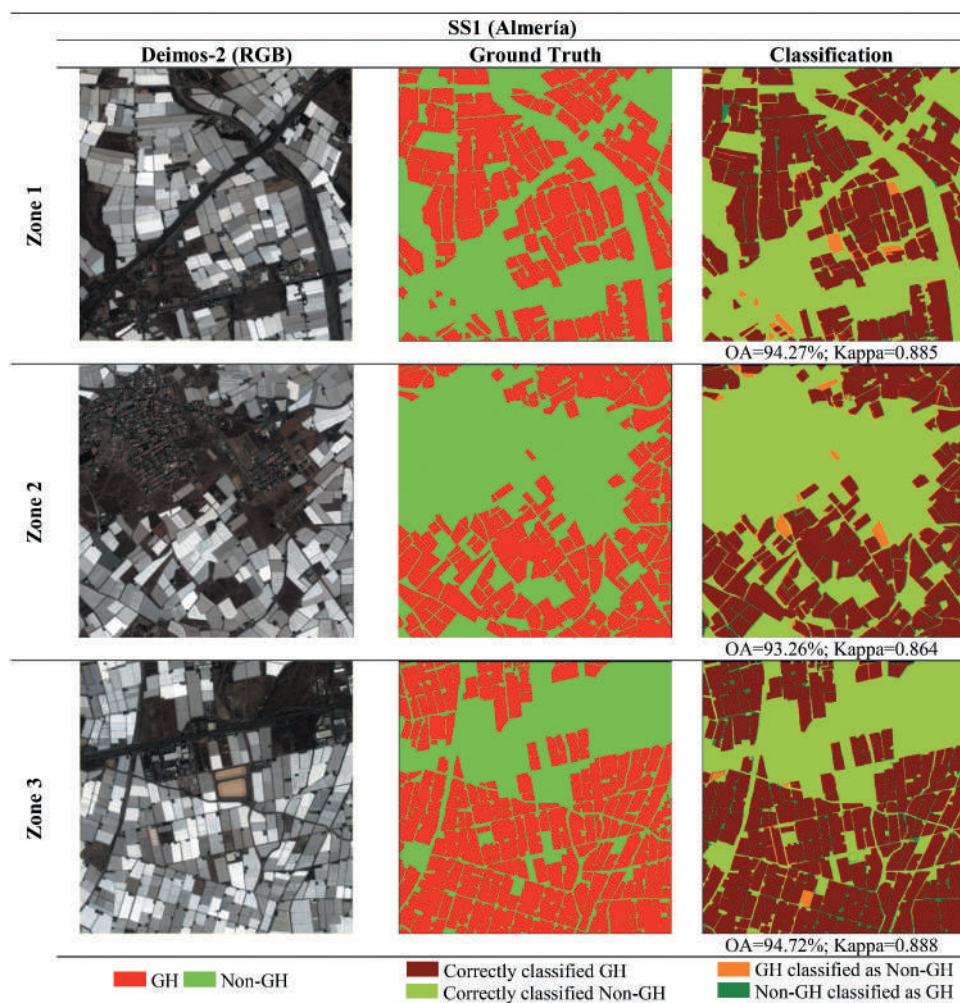 SS1 (Almería)
Deimos-2 (RGB) Ground Truth Classification
Zone 1
OA=94.27%; Kappa=0.885
Zone 2
OA=93.26%; Kappa=0.864
Zone 3
OA=94.72%; Kappa=0.888
GH Non-GH Correctly classified GH GH classified as Non-GH
Correctly classified Non-GH Non-GH classified as GH